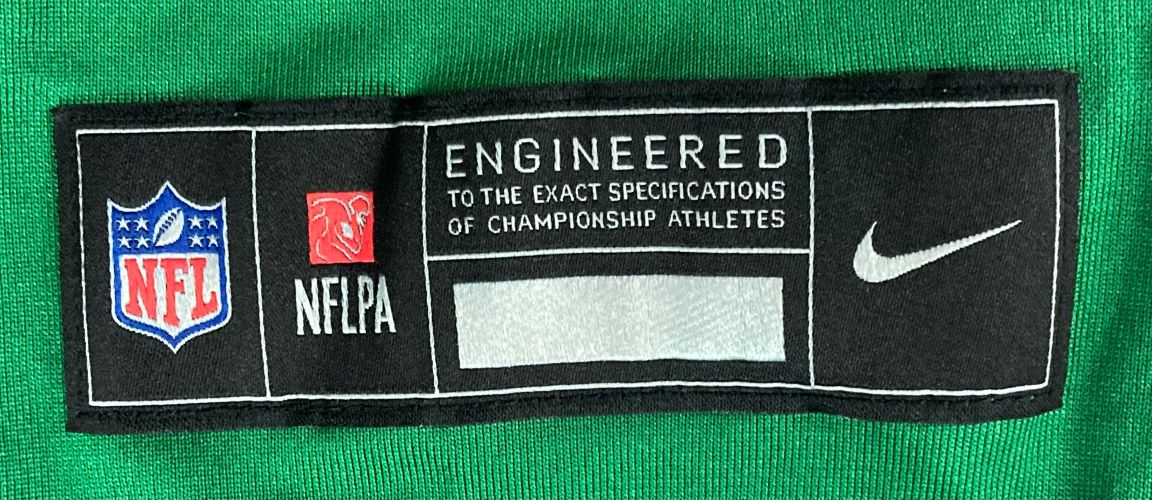 NFL
NFLPA
ENGINEERED
TO THE EXACT SPECIFICATIONS
OF CHAMPIONSHIP ATHLETES